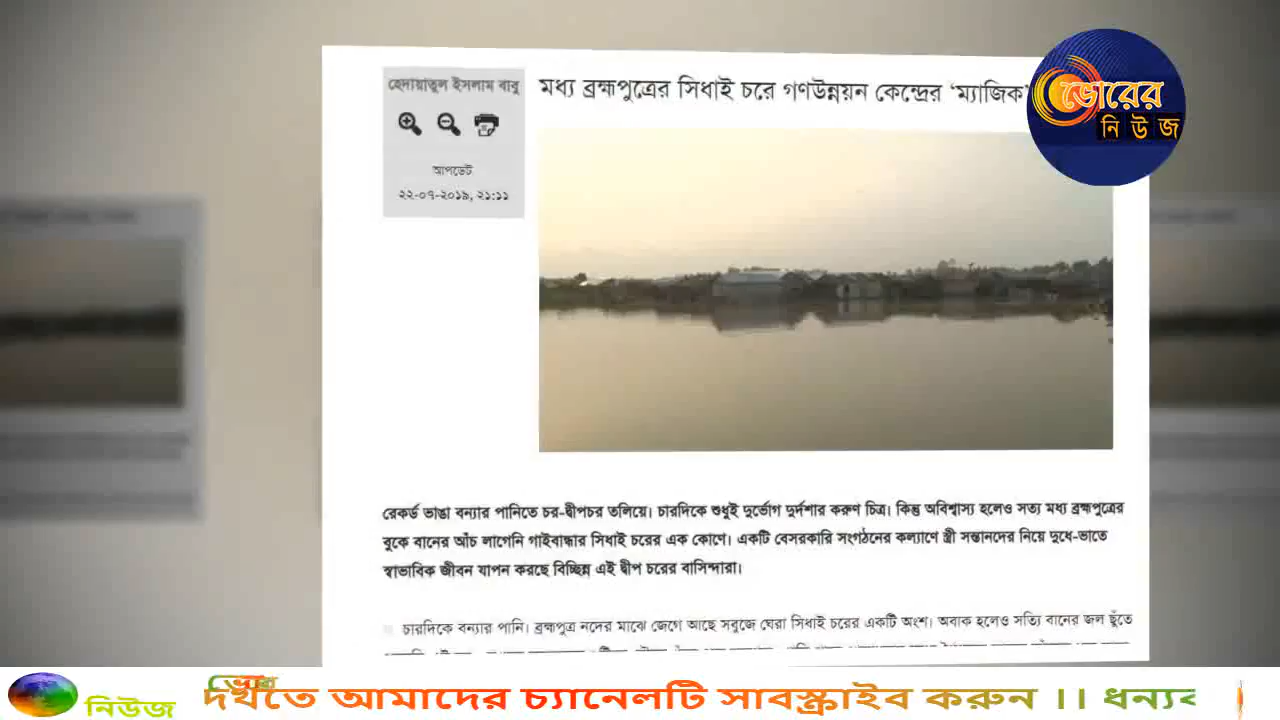 হেদায়াতুল ইসলাম বাবু
আপডেট
২২-০৭-২০১৯, ২১:১১
মধ্য ব্রহ্মপুত্রের সিধাই চরে গণউন্নয়ন কেন্দ্রের ‘ম্যাজিক’
ভোরের
নিউজ
রেকর্ড ভাঙা বন্যার পানিতে চর-দ্বীপচর তলিয়ে। চারদিকে শুধুই দুর্ভোগ দুর্দশার করুণ চিত্র। কিন্তু অবিশ্বাস্য হলেও সত্য মধ্য ব্রহ্মপুত্রের
বুকে বানের আঁচ লাগেনি গাইবান্ধার সিধাই চরের এক কোণে। একটি বেসরকারি সংগঠনের কল্যাণে স্ত্রী সন্তানদের নিয়ে দুধে-ভাতে
স্বাভাবিক জীবন যাপন করছে বিচ্ছিন্ন এই দ্বীপ চরের বাসিন্দারা।
চারদিকে বন্যার পানি। ব্রহ্মপুত্র নদের মাঝে জেগে আছে সবুজে ঘেরা সিধাই চরের একটি অংশ। অবাক হলেও সত্যি বানের জল ছুঁতে
নিউজ
দখতে আমাদের চ্যানেলটি সাবস্ক্রাইব করুন ।। ধন্যব